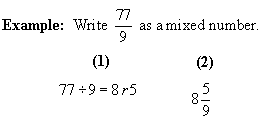 Example: Write 77/9 as a mixed number.
(1) (2)
77 ÷ 9 = 8 r 5 8 5/9